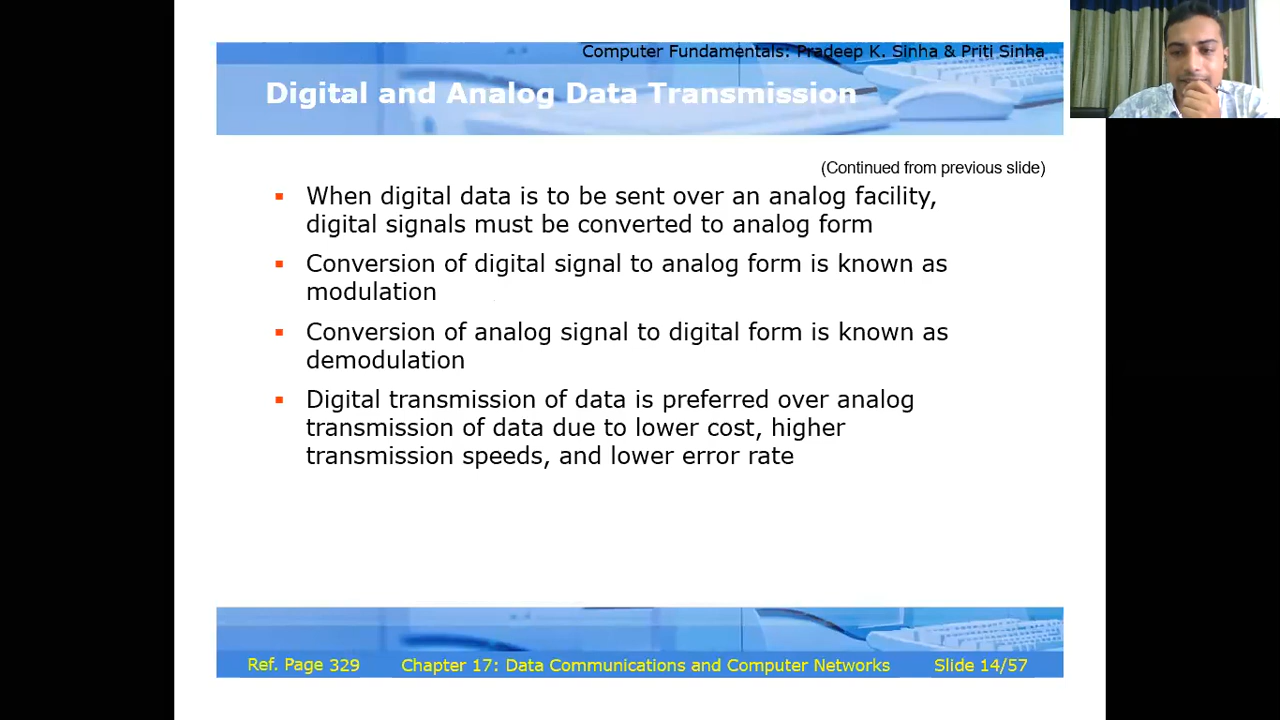 Computer Fundamentals: Pradeep K. Sinha & Priti Sinha
Digital and Analog Data Transmission
(Continued from previous slide)
▪ When digital data is to be sent over an analog facility,
digital signals must be converted to analog form
▪ Conversion of digital signal to analog form is known as
modulation
▪ Conversion of analog signal to digital form is known as
demodulation
▪ Digital transmission of data is preferred over analog
transmission of data due to lower cost, higher
transmission speeds, and lower error rate
Ref. Page 329 Chapter 17: Data Communications and Computer Networks Slide 14/57